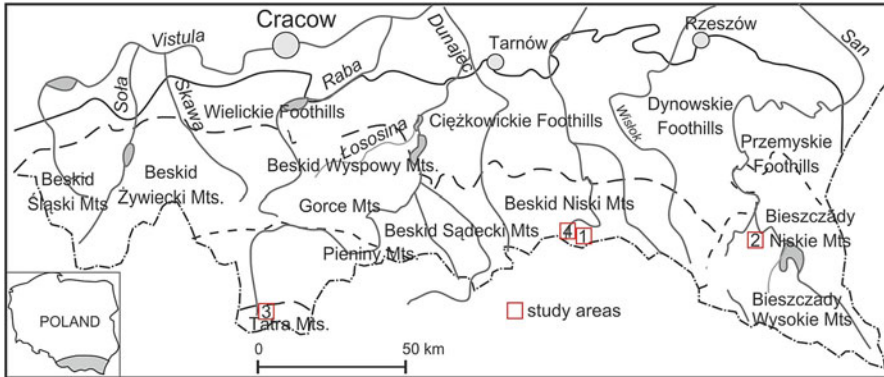 Cracow
Vistula
Rzeszów
Dunajec
Tarnów
San
Raba
Soła
Skawa
Wielickie Foothills
Wisłok
Dynowskie
Foothills
Łososina
Ciężkowickie Foothills
Przemyskie
Foothills
Beskid
Śląski Mts
Beskid
Żywiecki Mts.
Beskid Wyspowy Mts.
Gorce Mts
Beskid Niski Mts
Beskid Sądecki Mts
Pieniny Mts.
4
1
2
Bieszczady
Niskie Mts
Bieszczady
Wysokie Mts
3
Tatra Mts.
study areas
POLAND
0
50 km